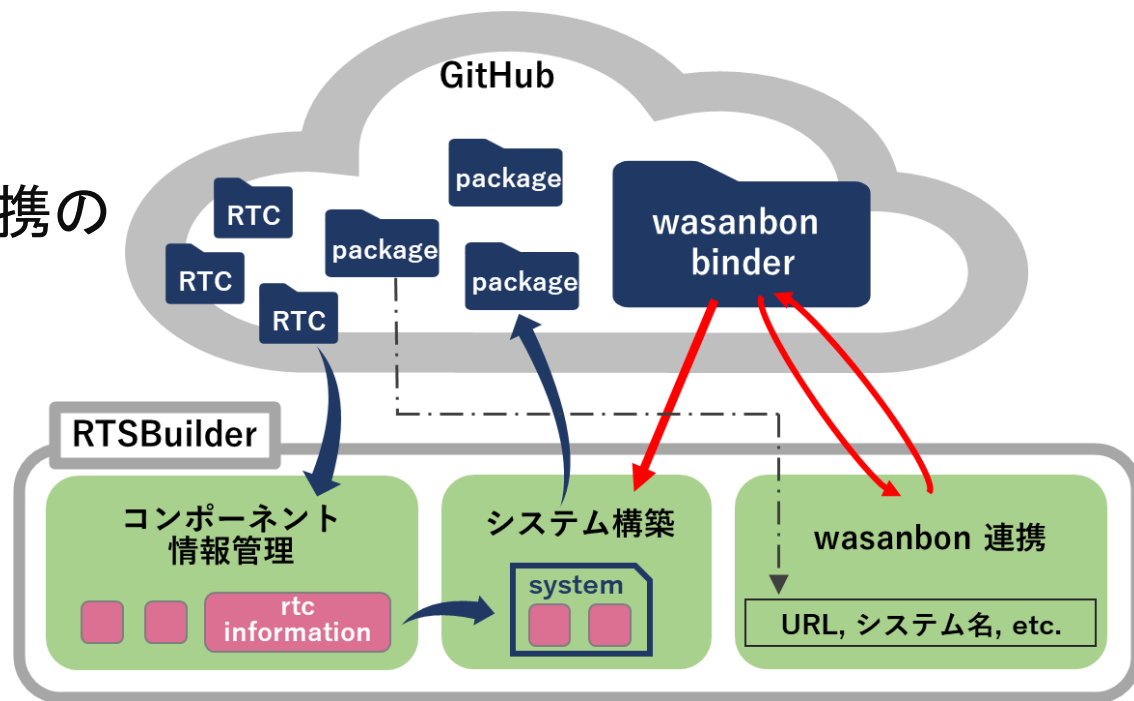 GitHub
携の
RTC
RTC
RTC
package
package
package
wasanbon
binder
RTSBuilder
コンポーネント
情報管理
rtc
information
システム構築
system
wasanbon 連携
URL, システム名, etc.